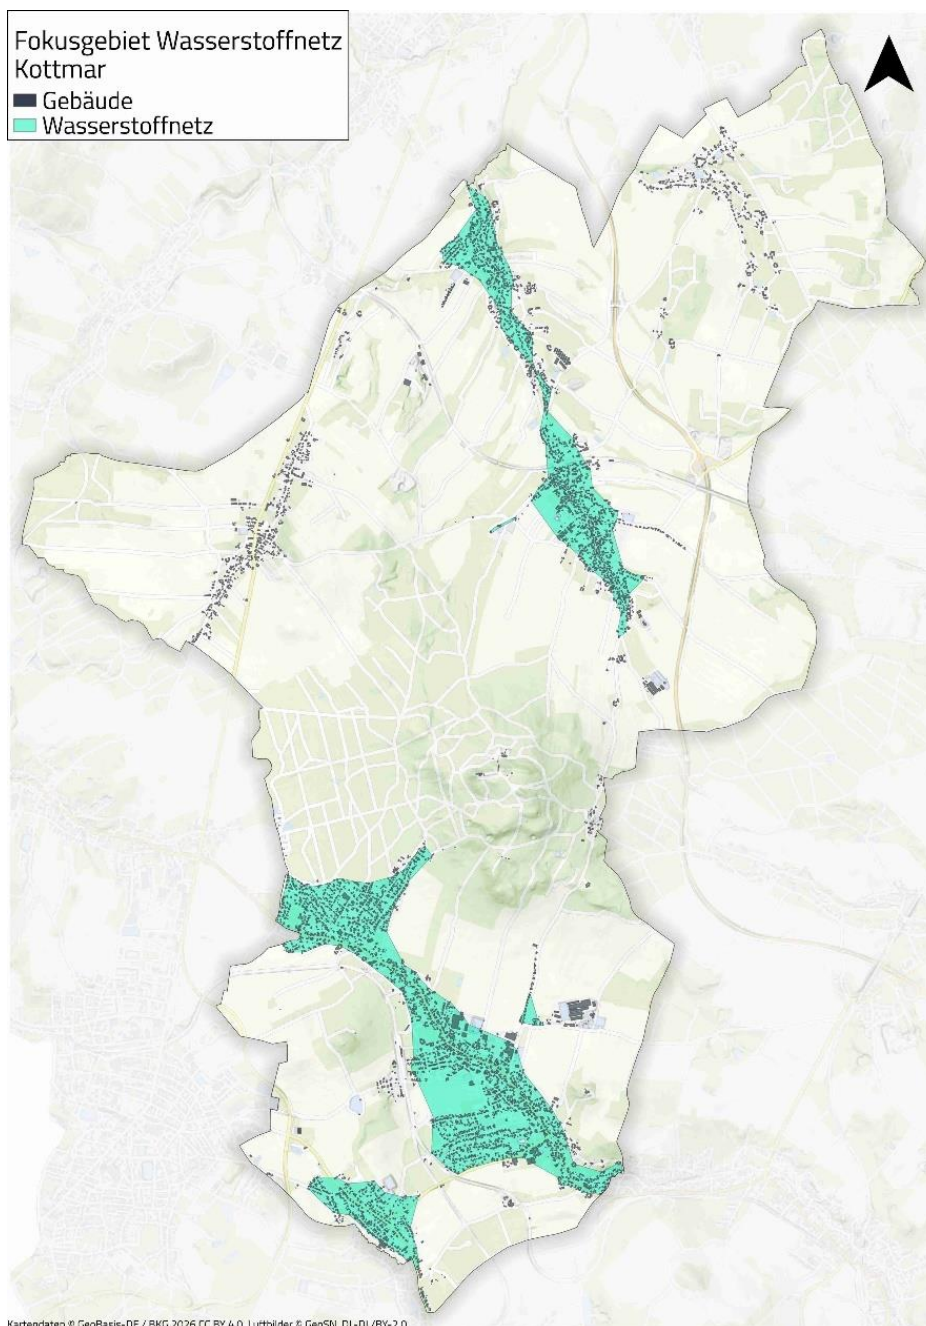 Fokusgebiet Wasserstoffnetz
Kottmar
Gebäude
Wasserstoffnetz
Kartendaten © GeoBasis-DE / BKG 2026 CC BY 4.0, Luftbilder © GeoSN, DL-DL/BY-2.0